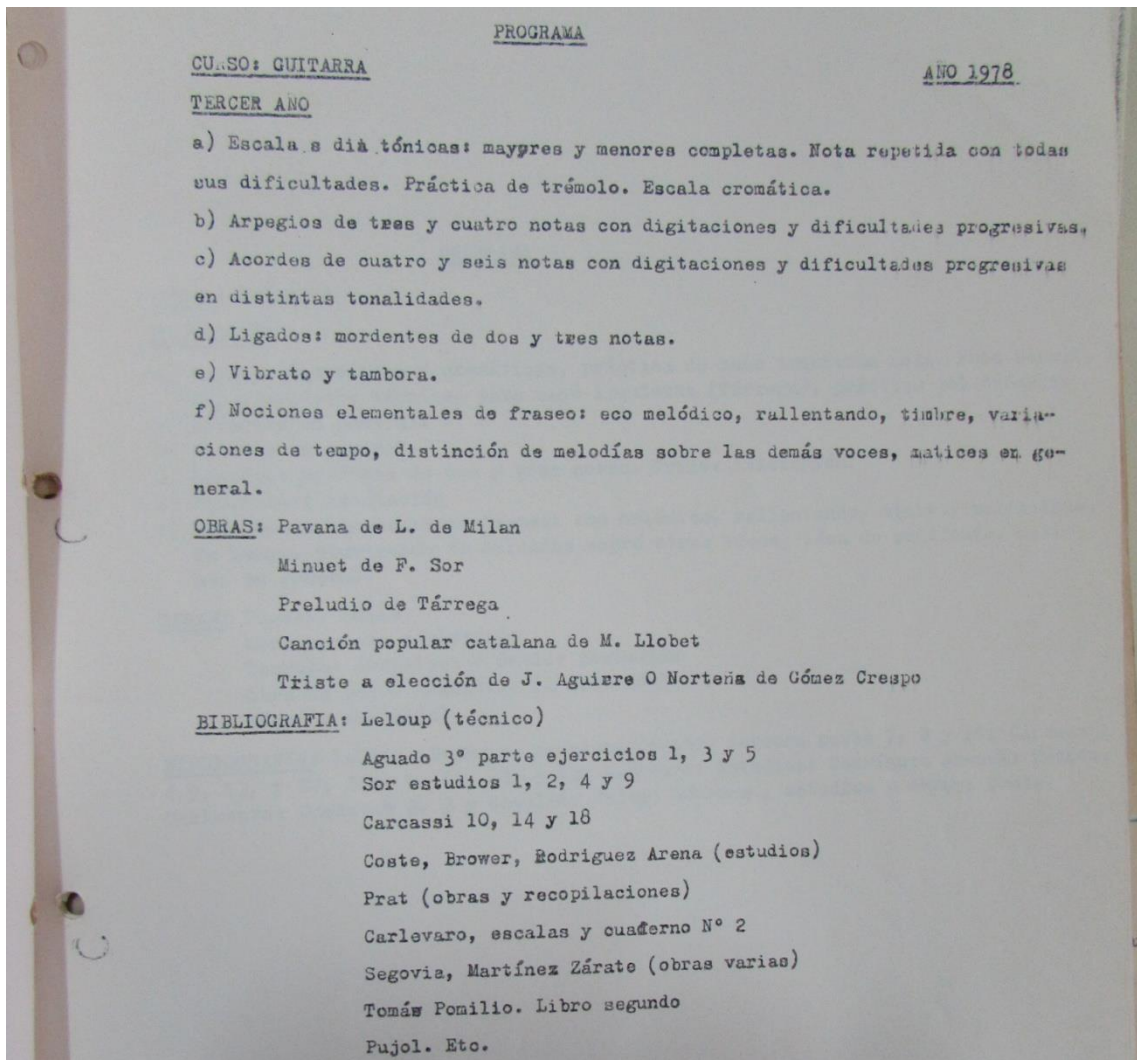 PROGRAMA
CURSO: GUITARRA
AÑO 1978
TERCER AÑO
a) Escala s dia tónicas: mayores y menores completas. Nota repetida con todas
sus dificultades. Práctica de trémolo. Escala cromática.
b) Arpegios de tres y cuatro notas con digitaciones y dificultades progresivas.
c) Acordes de cuatro y seis notas con digitaciones y dificultades progresivas
en distintas tonalidades.
d) Ligados: mordentes de dos y tres notas.
e) Vibrato y tambora.
f) Nociones elementales de fraseo: eco melódico, rallentando, timbre, varia-
ciones de tempo, distinción de melodías sobre las demás voces, matices en ge-
neral.
OBRAS: Pavana de L. de Milan
Minuet de F. Sor
Preludio de Tárrega
Canción popular catalana de M. Llobet
Triste a elección de J. Aguirre O Norteña de Gómez Crespo
BIBLIOGRAFIA: Leloup (técnico)
Aguado 3º parte ejercicios 1, 3 y 5
Sor estudios 1, 2, 4 y 9
Carcassi 10, 14 y 18
Coste, Brower, Rodriguez Arena (estudios)
Prat (obras y recopilaciones)
Carlevaro, escalas y cuaderno Nº 2
Segovia, Martínez Zárate (obras varias)
Tomás Pomilio. Libro segundo
Pujol. Etc.